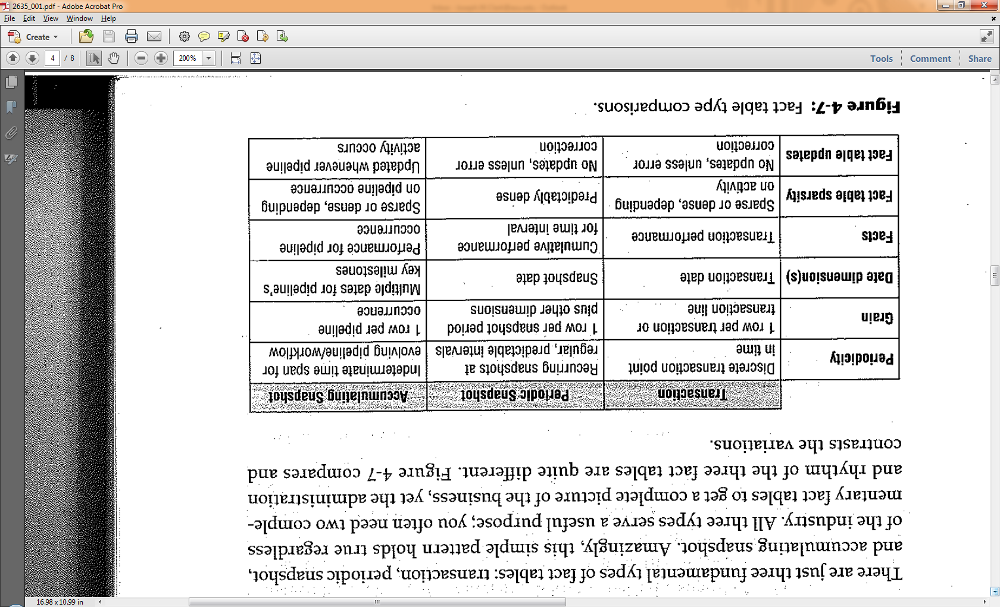 2635_001.pdf - Adobe Acrobat Pro
File Edit View Window Help
Create
4 / 8
200%
Tools Comment Share
There are just three fundamental types of fact tables: transaction, periodic snapshot,
and accumulating snapshot. Amazingly, this simple pattern holds true regardless
of the industry. All three types serve a useful purpose; you often need two comple-
mentary fact tables to get a complete picture of the business, yet the administration
and rhythm of the three fact tables are quite different. Figure 4-7 compares and
contrasts the variations.
Transaction
Periodic Snapshot
Accumulating Snapshot
Periodicity
Discrete transaction point
in time
Recurring snapshots at
regular, predictable intervals
Indeterminate time span for
evolving pipeline/workflow
Grain
1 row per transaction or
transaction line
1 row per snapshot period
plus other dimensions
1 row per pipeline
occurrence
Date dimension(s)
Transaction date
Snapshot date
Multiple dates for pipeline's
key milestones
Facts
Transaction performance
Cumulative performance
for time interval
Performance for pipeline
occurrence
Fact table sparsity
Sparse or dense, depending
on activity
Predictably dense
Sparse or dense, depending
on pipeline occurrence
Fact table updates
No updates, unless error
correction
No updates, unless error
correction
Updated whenever pipeline
activity occurs
Figure 4-7: Fact table type comparisons.
16.98 x 10.99 in